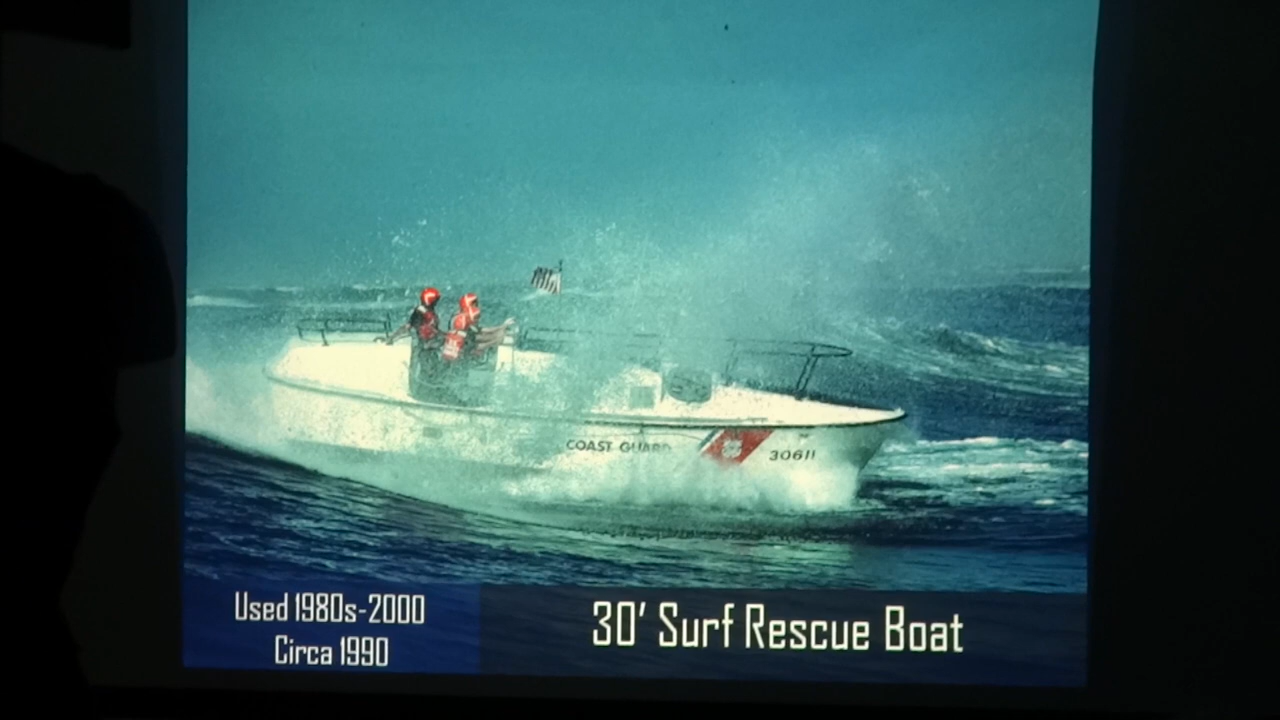 COAST GUARD
30611
Used 1980s-2000
Circa 1990
30' Surf Rescue Boat